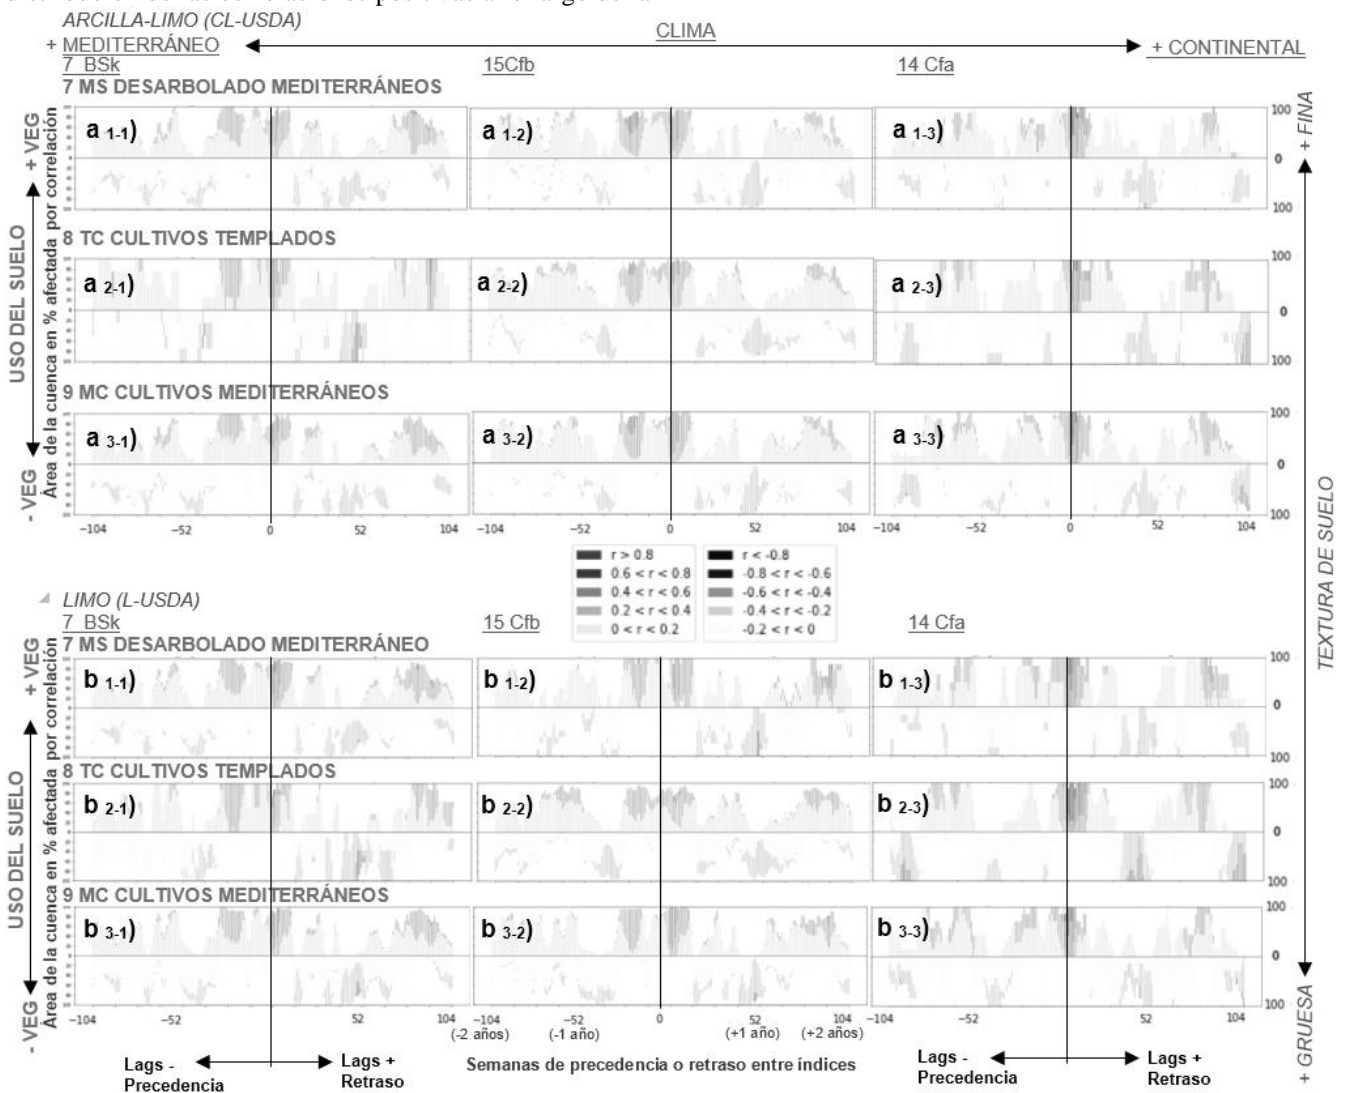 ARCILLA-LIMO (CL-USDA)
+ MEDITERRÁNEO
CLIMA
+ CONTINENTAL
7 BSk
15Cfb
14 Cfa
7 MS DESARBOLADO MEDITERRÁNEOS
a 1-1)
a 1-2)
a 1-3)
100
0
100
8 TC CULTIVOS TEMPLADOS
a 2-1)
a 2-2)
a 2-3)
100
0
100
9 MC CULTIVOS MEDITERRÁNEOS
a 3-1)
a 3-2)
a 3-3)
100
0
100
−104 −52 0 −104 −52 0 52 104 −104 −52 0 52 104
52
+ VEG
USO DEL SUELO
- VEG
Área de la cuenca en % afectada por correlación
+ FINA
TEXTURA DE SUELO
+ GRUESA
r > 0.8
0.6 < r < 0.8
0.4 < r < 0.6
0.2 < r < 0.4
0 < r < 0.2
r < -0.8
-0.8 < r < -0.6
-0.6 < r < -0.4
-0.4 < r < -0.2
-0.2 < r < 0
LIMO (L-USDA)
7 BSk
15 Cfb
14 Cfa
7 MS DESARBOLADO MEDITERRÁNEO
b 1-1)
b 1-2)
b 1-3)
100
0
100
8 TC CULTIVOS TEMPLADOS
b 2-1)
b 2-2)
b 2-3)
100
0
100
9 MC CULTIVOS MEDITERRÁNEOS
b 3-1)
b 3-2)
b 3-3)
100
0
100
+ VEG
USO DEL SUELO
- VEG
Área de la cuenca en % afectada por correlación
−104 −52 52 −104 −52 0 52 104 −104 −52 52 104
(-2 años) (-1 año) (+1 año) (+2 años)
Lags -
Precedencia
Lags +
Retraso
Semanas de precedencia o retraso entre índices
Lags -
Precedencia
Lags +
Retraso